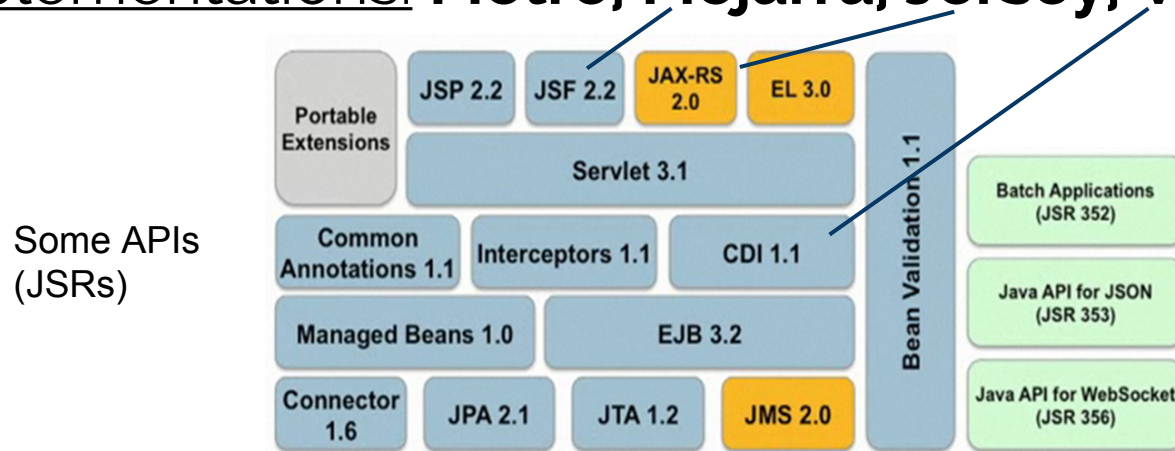 Metro, Mojarra, Jersey,
Portable
Extensions
JSP 2.2
JSF 2.2
JAX-RS
2.0
EL 3.0
Servlet 3.1
Bean Validation 1.1
Some APIs
(JSRs)
Common
Annotations 1.1
Interceptors 1.1
CDI 1.1
Managed Beans 1.0
EJB 3.2
Connector
1.6
JPA 2.1
JTA 1.2
JMS 2.0
Batch Applications
(JSR 352)
Java API for JSON
(JSR 353)
Java API for WebSocket
(JSR 356)